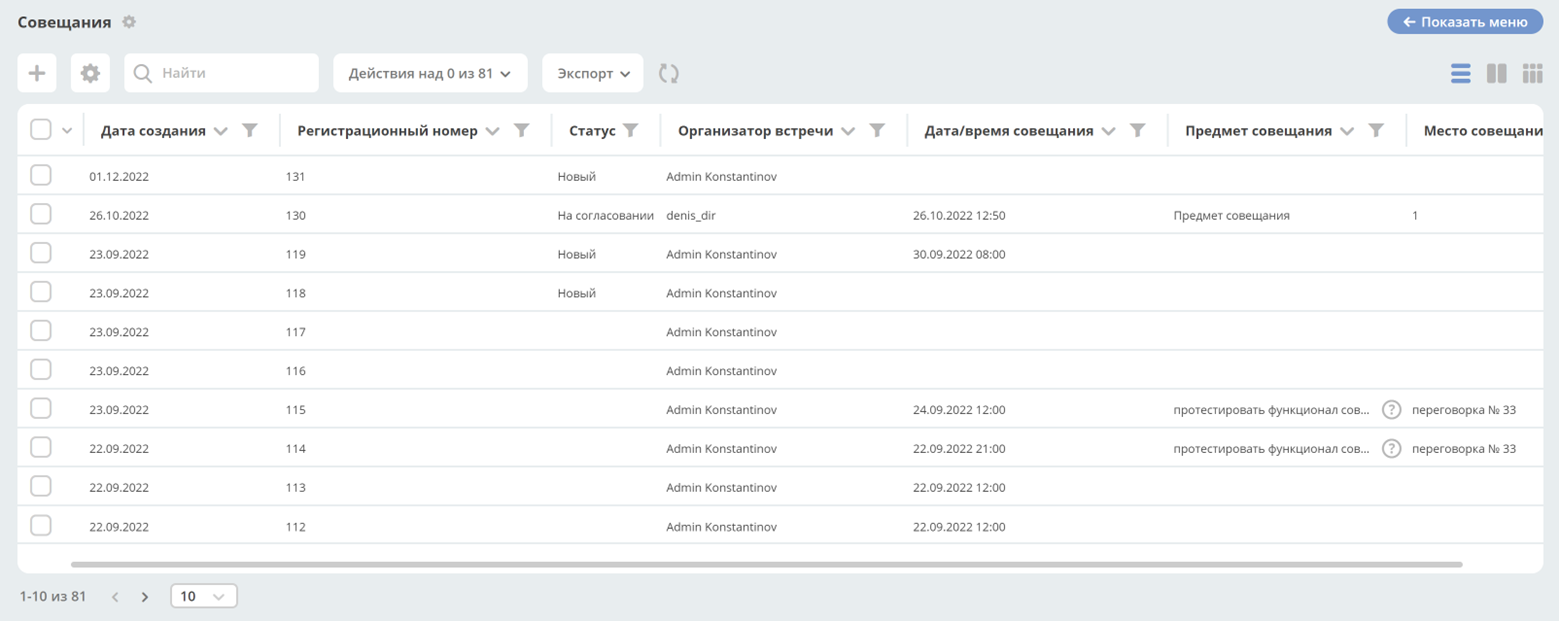 Совещания
← Показать меню
Найти
Действия над 0 из 81
Экспорт
Дата создания Регистрационный номер Статус Организатор встречи Дата/время совещания Предмет совещания Место совещани
01.12.2022 131 Новый Admin Konstantinov
26.10.2022 130 На согласовании denis_dir 26.10.2022 12:50 Предмет совещания 1
23.09.2022 119 Новый Admin Konstantinov 30.09.2022 08:00
23.09.2022 118 Новый Admin Konstantinov
23.09.2022 117 Admin Konstantinov
23.09.2022 116 Admin Konstantinov
23.09.2022 115 Admin Konstantinov 24.09.2022 12:00 протестировать функционал сов... ? переговорка № 33
22.09.2022 114 Admin Konstantinov 22.09.2022 21:00 протестировать функционал сов... ? переговорка № 33
22.09.2022 113 Admin Konstantinov 22.09.2022 12:00
22.09.2022 112 Admin Konstantinov 22.09.2022 12:00
1-10 из 81 < > 10